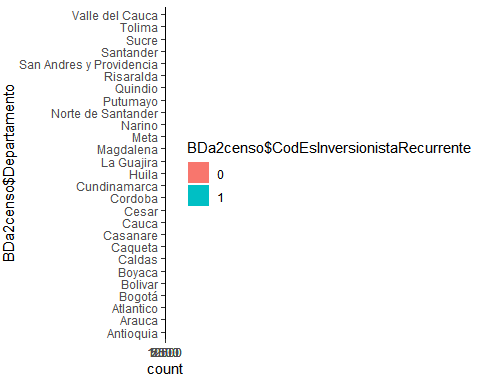 Valle del Cauca
Tolima
Sucre
Santander
San Andres y Providencia
Risaralda
Quindio
Putumayo
Norte de Santander
Narino
Meta
Magdalena
La Guajira
Huila
Cundinamarca
Cordoba
Cesar
Cauca
Casanare
Caqueta
Caldas
Boyaca
Bolivar
Bogotá
Atlantico
Arauca
Antioquia
BDa2censo$Departamento
count
BDa2censo$CodEsInversionistaRecurrente
0
1